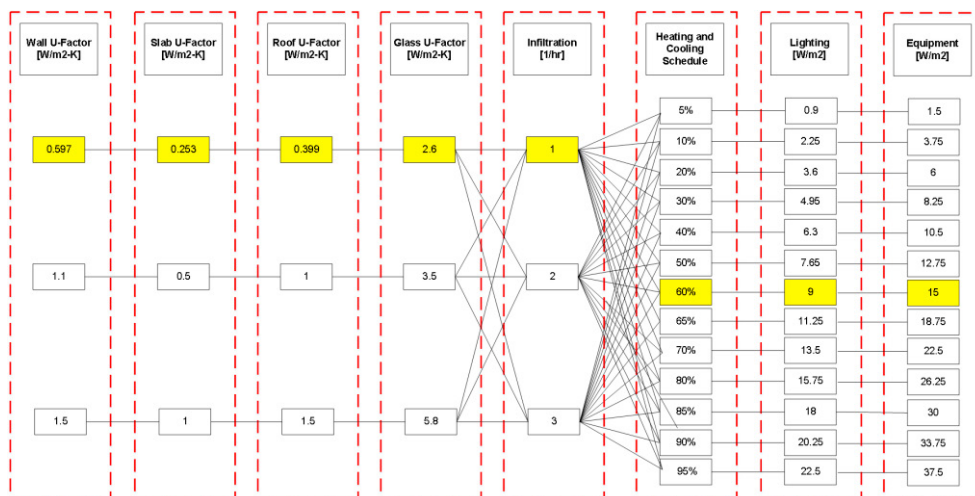 Wall U-Factor
[W/m2-K]
Slab U-Factor
[W/m2-K]
Roof U-Factor
[W/m2-K]
Glass U-Factor
[W/m2-K]
Infiltration
[1/hr]
Heating and
Cooling
Schedule
Lighting
[W/m2]
Equipment
[W/m2]
5% 0.9 1.5
0.597 0.253 0.399 2.6 1
10% 2.25 3.75
20% 3.6 6
30% 4.95 8.25
40% 6.3 10.5
50% 7.65 12.75
1.1 0.5 1 3.5 2
60% 9 15
65% 11.25 18.75
70% 13.5 22.5
80% 15.75 26.25
85% 18 30
1.5 1 1.5 5.8 3
90% 20.25 33.75
95% 22.5 37.5